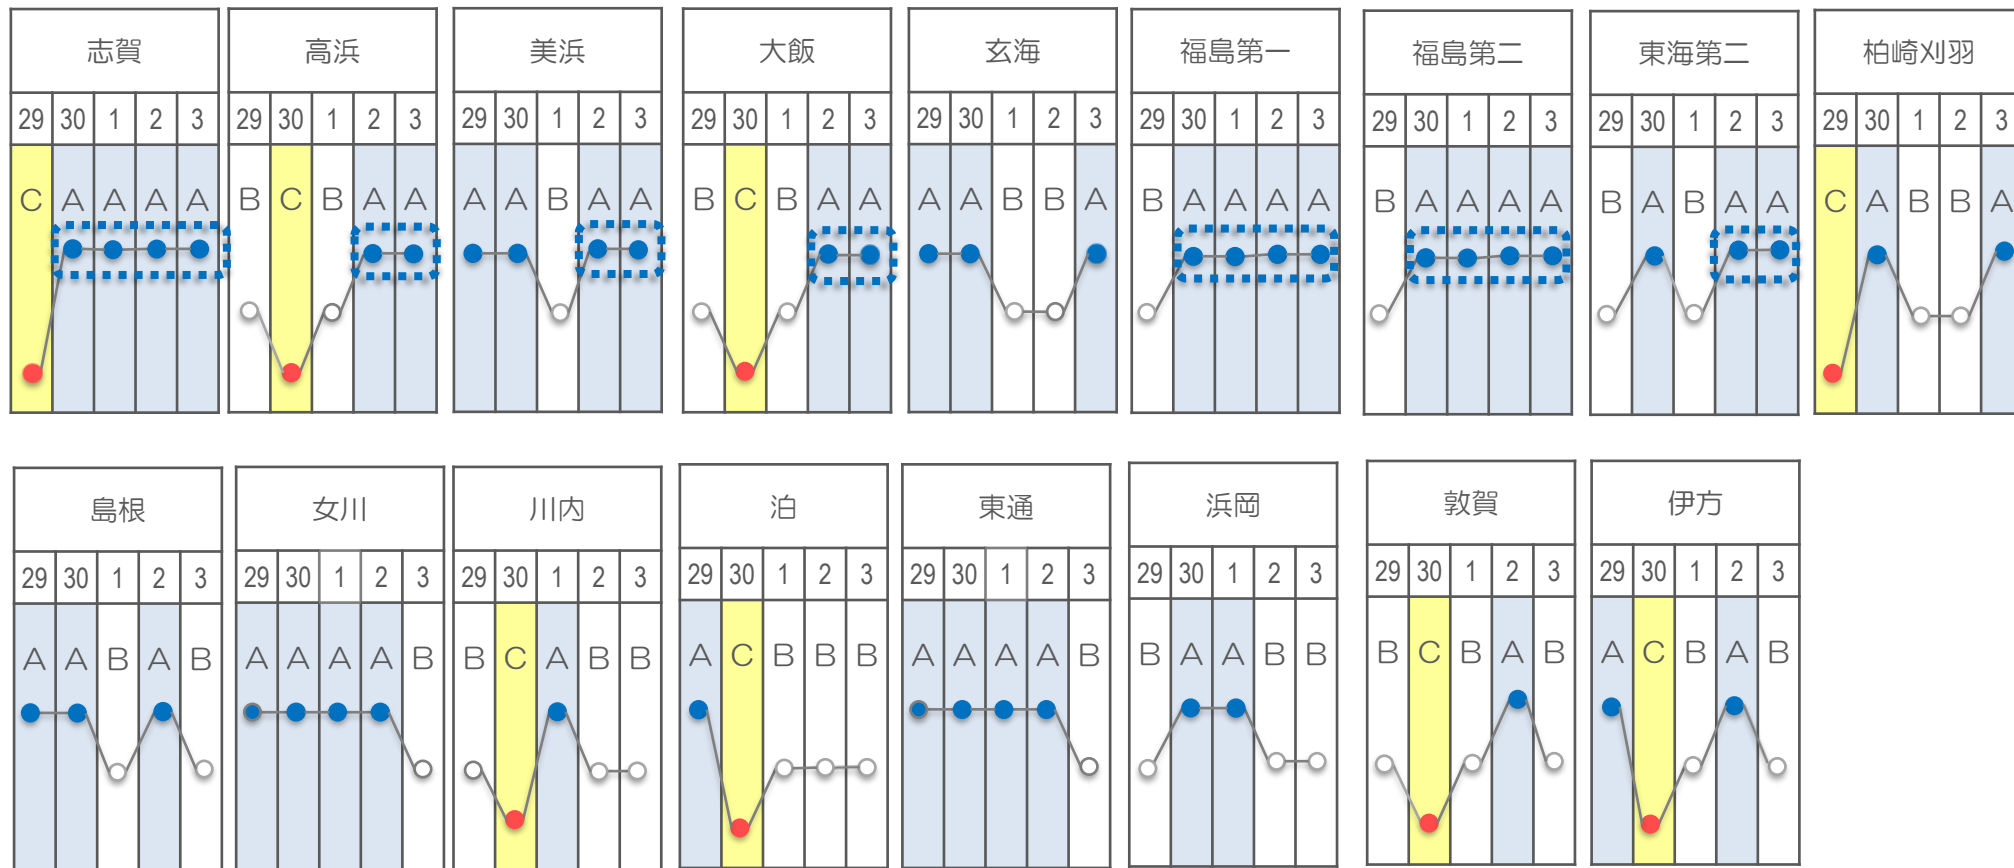 志賀 高浜 美浜 大飯 玄海 福島第一 福島第二 東海第二 柏崎刈羽
29 30 1 2 3 29 30 1 2 3 29 30 1 2 3 29 30 1 2 3 29 30 1 2 3 29 30 1 2 3 29 30 1 2 3 29 30 1 2 3 29 30 1 2 3
C A A A A B C B A A A A B A A B C B A A A A B B A B A A A A B A A A A B A B A A C A B B A
島根 女川 川内 泊 東通 浜岡 敦賀 伊方
29 30 1 2 3 29 30 1 2 3 29 30 1 2 3 29 30 1 2 3 29 30 1 2 3 29 30 1 2 3 29 30 1 2 3 29 30 1 2 3
A A B A B A A A A B B C A B B A C B B B A A A A B B A A B B B C B A B A C B A B